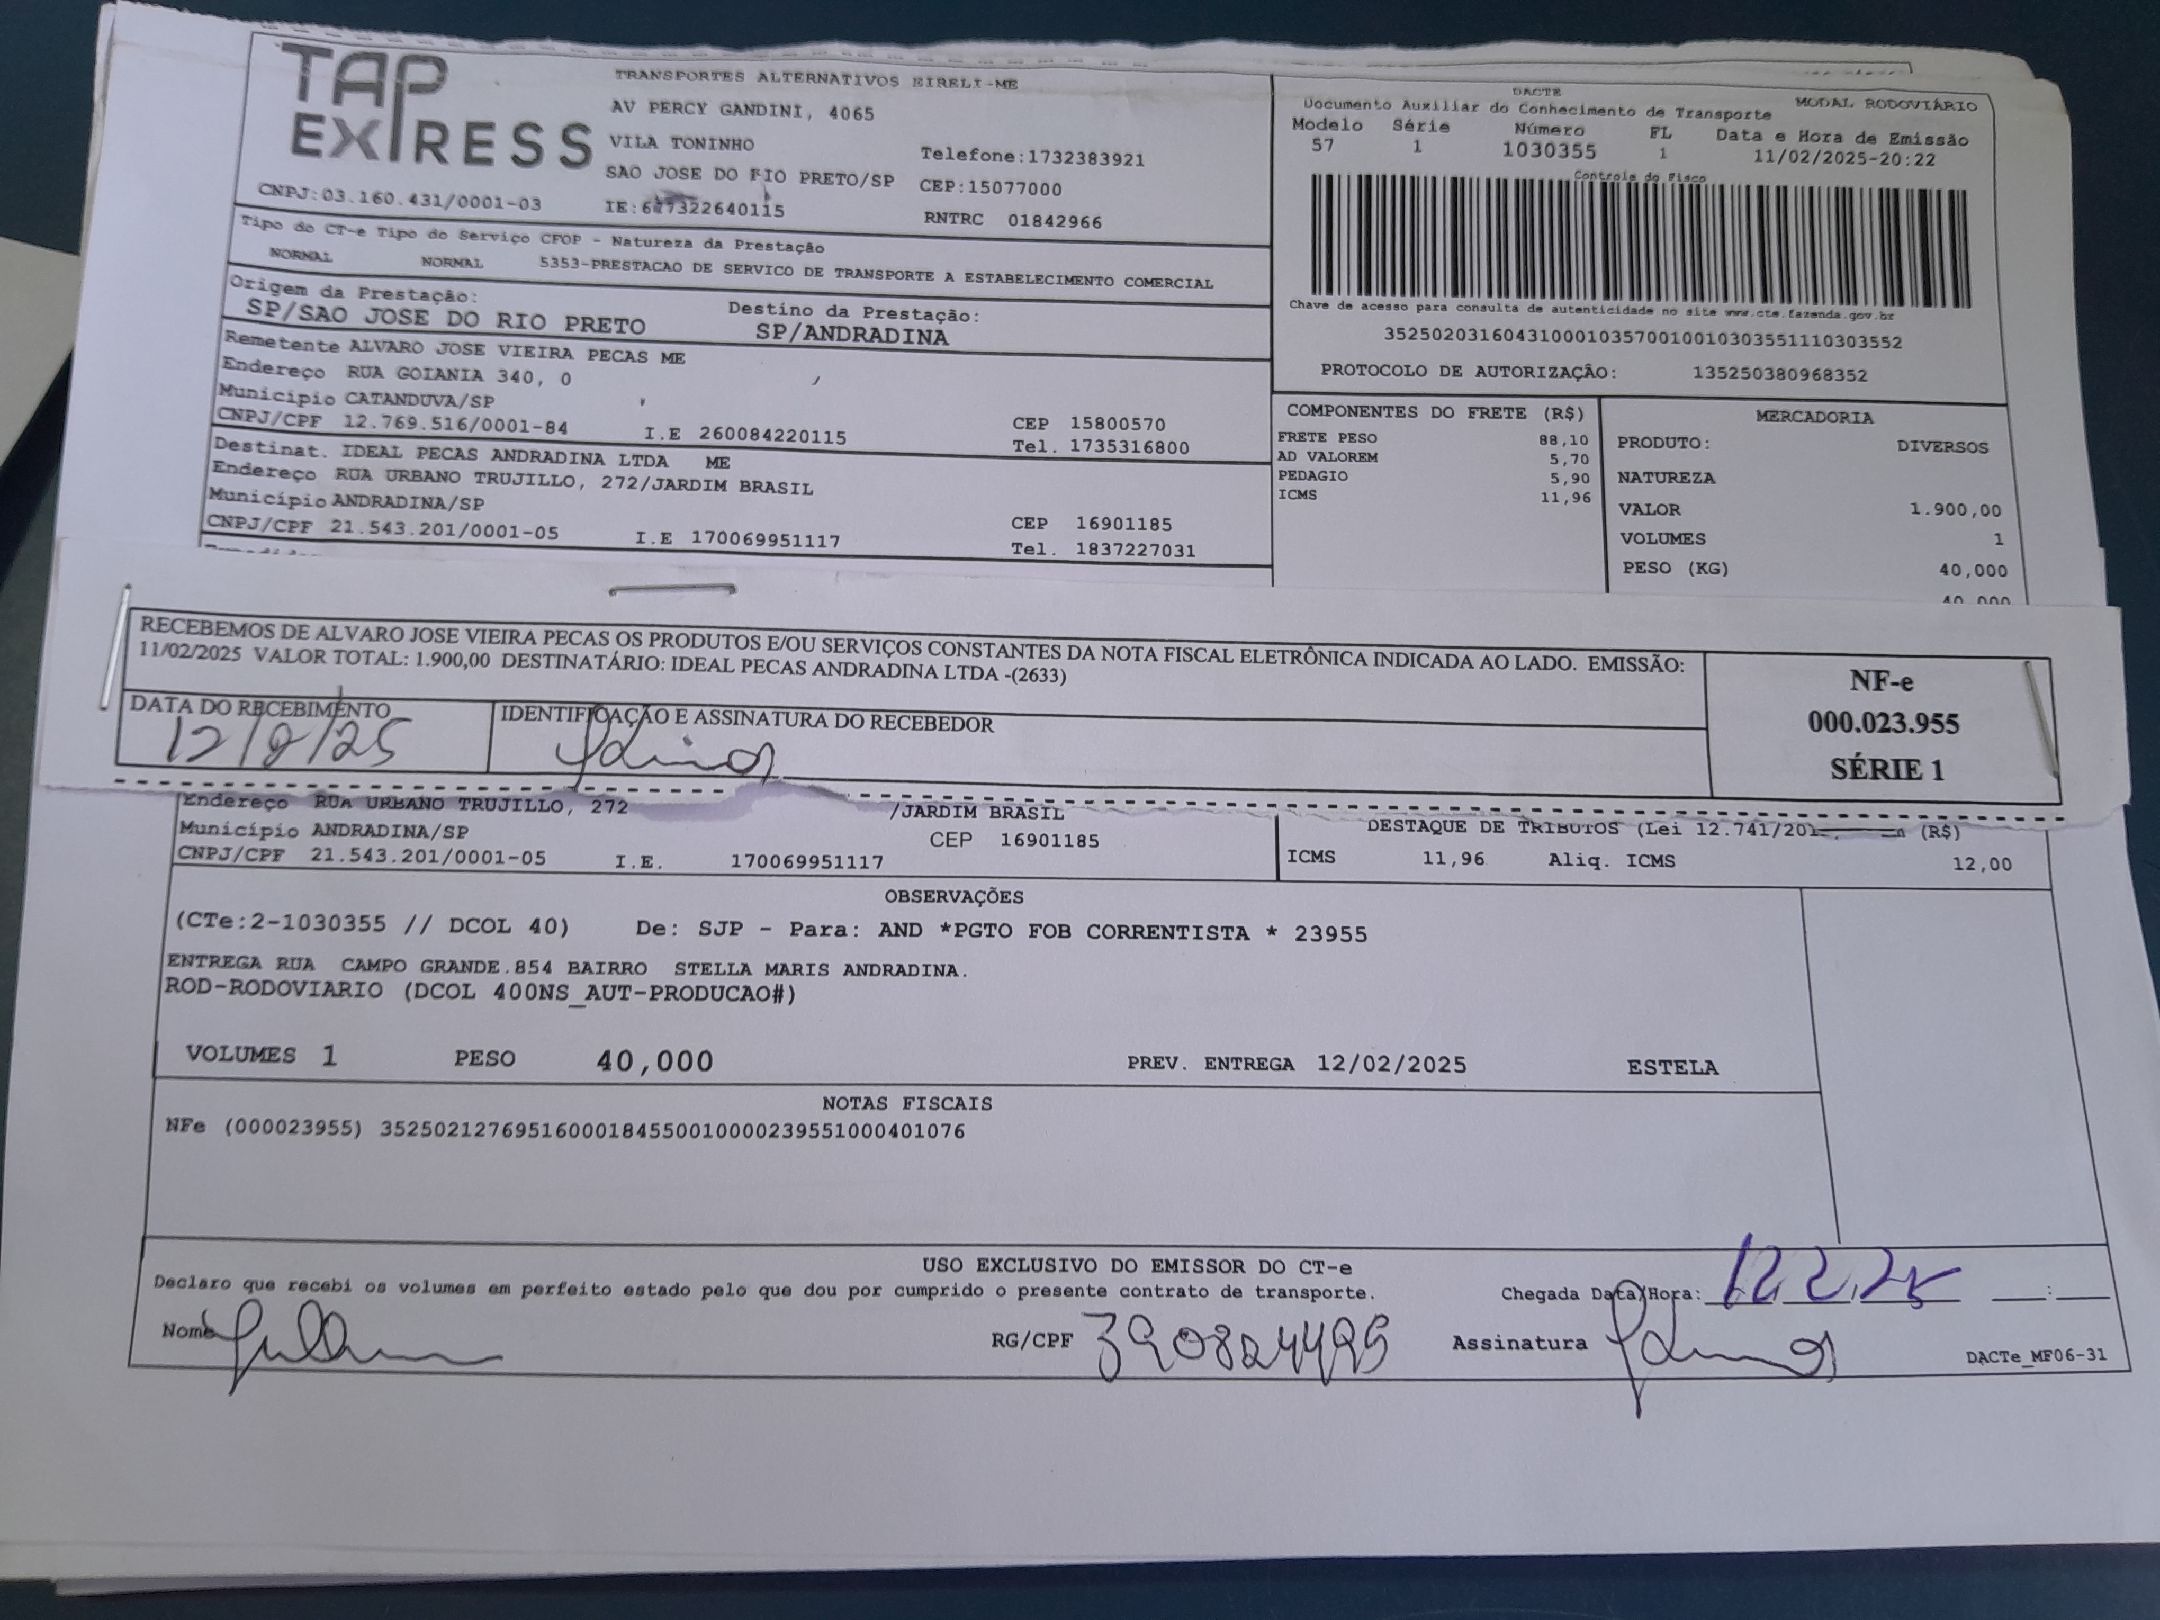 TAP EXPRESS
TRANSPORTES ALTERNATIVOS EIRELI-ME
AV PERCY GANDINI, 4065
VILA TONINHO
Telefone:1732383921
SAO JOSE DO RIO PRETO/SP CEP:15077000
CNPJ:03.160.431/0001-03 IE:647322640115
RNTRC 01842966
DACTE
Documento Auxiliar do Conhecimento de Transporte MODAL RODOVIÁRIO
Modelo Série Número FL Data e Hora de Emissão
57 1 1030355 1 11/02/2025-20:22
Controle do Fisco
Chave de acesso para consulta de autenticidade no site www.cte.fazenda.gov.br
35250203160431000103570010010303551110303552
PROTOCOLO DE AUTORIZAÇÃO: 135250380968352
Tipo do CT-e Tipo do Serviço CFOP - Natureza da Prestação
NORMAL NORMAL 5353-PRESTACAO DE SERVICO DE TRANSPORTE A ESTABELECIMENTO COMERCIAL
Origem da Prestação: Destino da Prestação:
SP/SAO JOSE DO RIO PRETO SP/ANDRADINA
Remetente ALVARO JOSE VIEIRA PECAS ME
Endereço RUA GOIANIA 340, 0 ,
Município CATANDUVA/SP CEP 15800570
CNPJ/CPF 12.769.516/0001-84 I.E 260084220115 Tel. 1735316800
Destinat. IDEAL PECAS ANDRADINA LTDA ME
Endereço RUA URBANO TRUJILLO, 272/JARDIM BRASIL
Município ANDRADINA/SP CEP 16901185
CNPJ/CPF 21.543.201/0001-05 I.E 170069951117 Tel. 1837227031
COMPONENTES DO FRETE (R$)
FRETE PESO 88,10
AD VALOREM 5,70
PEDAGIO 5,90
ICMS 11,96
MERCADORIA
PRODUTO: DIVERSOS
NATUREZA
VALOR 1.900,00
VOLUMES 1
PESO (KG) 40,000
40,000
RECEBEMOS DE ALVARO JOSE VIEIRA PECAS OS PRODUTOS E/OU SERVIÇOS CONSTANTES DA NOTA FISCAL ELETRÔNICA INDICADA AO LADO. EMISSÃO:
11/02/2025 VALOR TOTAL: 1.900,00 DESTINATÁRIO: IDEAL PECAS ANDRADINA LTDA -(2633)
DATA DO RECEBIMENTO IDENTIFICAÇÃO E ASSINATURA DO RECEBEDOR
12/2/25
NF-e
000.023.955
SÉRIE 1
Endereço RUA URBANO TRUJILLO, 272 /JARDIM BRASIL
Município ANDRADINA/SP CEP 16901185
CNPJ/CPF 21.543.201/0001-05 I.E. 170069951117
DESTAQUE DE TRIBUTOS (Lei 12.741/201 (R$)
ICMS 11,96 Aliq. ICMS 12,00
OBSERVAÇÕES
(CTe:2-1030355 // DCOL 40) De: SJP - Para: AND *PGTO FOB CORRENTISTA * 23955
ENTREGA RUA CAMPO GRANDE.854 BAIRRO STELLA MARIS ANDRADINA.
ROD-RODOVIARIO (DCOL 400NS_AUT-PRODUCAO#)
VOLUMES 1 PESO 40,000 PREV. ENTREGA 12/02/2025 ESTELA
NOTAS FISCAIS
NFe (000023955) 35250212769516000184550010000239551000401076
USO EXCLUSIVO DO EMISSOR DO CT-e
Declaro que recebi os volumes em perfeito estado pelo que dou por cumprido o presente contrato de transporte. Chegada Data/Hora: 12 2 25 :
Nome RG/CPF 390824495 Assinatura
DACTe_MF06-31